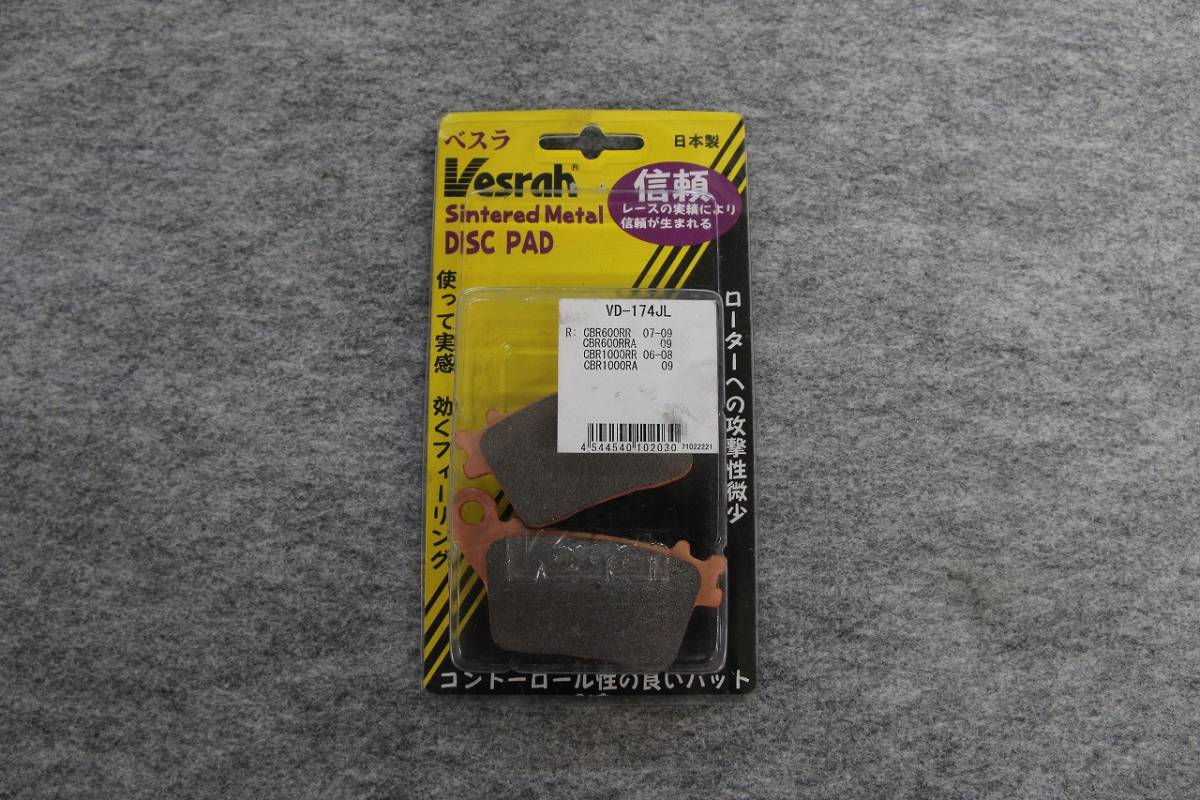 ベスラ
日本製
Vesrah®
Sintered Metal
DISC PAD
信頼
レースの実績により
信頼が生まれる
使って実感 効くフィーリング
VD-174JL
R: CBR600RR 07-09
CBR600RRA 09
CBR1000RR 06-08
CBR1000RA 09
4 544540 102030
71022221
ローターへの攻撃性微少
コントーロール性の良いパット